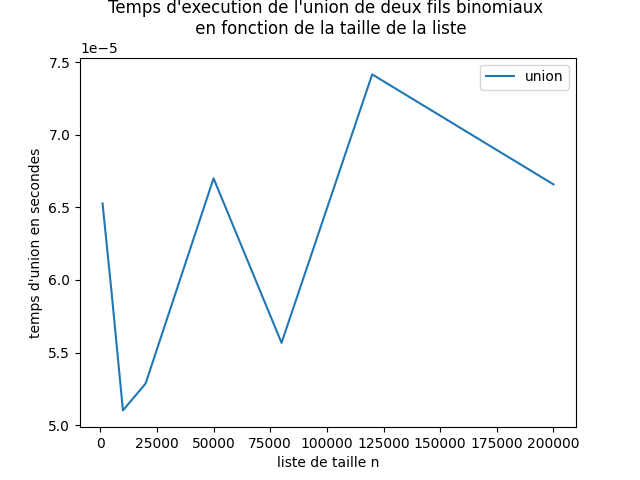 Temps d'execution de l'union de deux fils binomiaux
en fonction de la taille de la liste
1e−5
7.5
7.0
6.5
6.0
5.5
5.0
temps d'union en secondes
union
0 25000 50000 75000 100000 125000 150000 175000 200000
liste de taille n